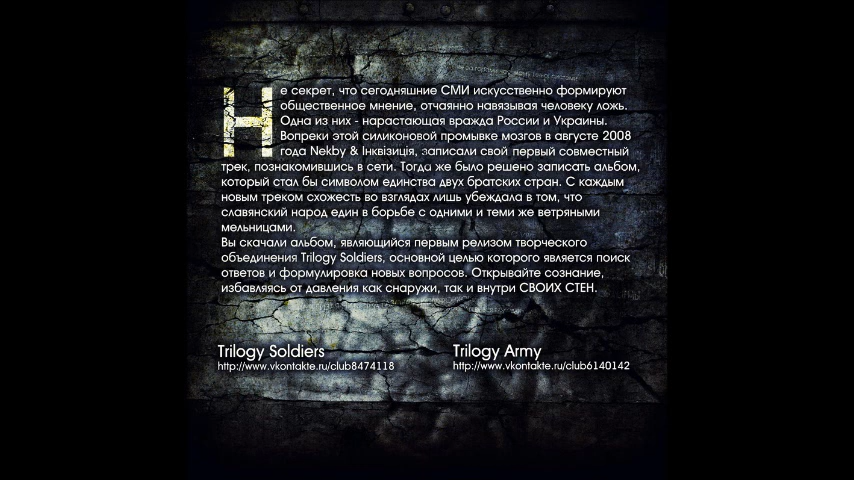 Не секрет, что сегодняшние СМИ искусственно формируют
общественное мнение, отчаянно навязывая человеку ложь.
Одна из них - нарастающая вражда России и Украины.
Вопреки этой силиконовой промывке мозгов в августе 2008
года Nekby & Інквізиція, записали свой первый совместный
трек, познакомившись в сети. Тогда же было решено записать альбом,
который стал бы символом единства двух братских стран. С каждым
новым треком схожесть во взглядах лишь убеждала в том, что
славянский народ един в борьбе с одними и теми же ветряными
мельницами.
Вы скачали альбом, являющийся первым релизом творческого
объединения Trilogy Soldiers, основной целью которого является поиск
ответов и формулировка новых вопросов. Открывайте сознание,
избавляясь от давления как снаружи, так и внутри СВОИХ СТЕН.
Trilogy Soldiers
http://www.vkontakte.ru/club8474118
Trilogy Army
http://www.vkontakte.ru/club6140142